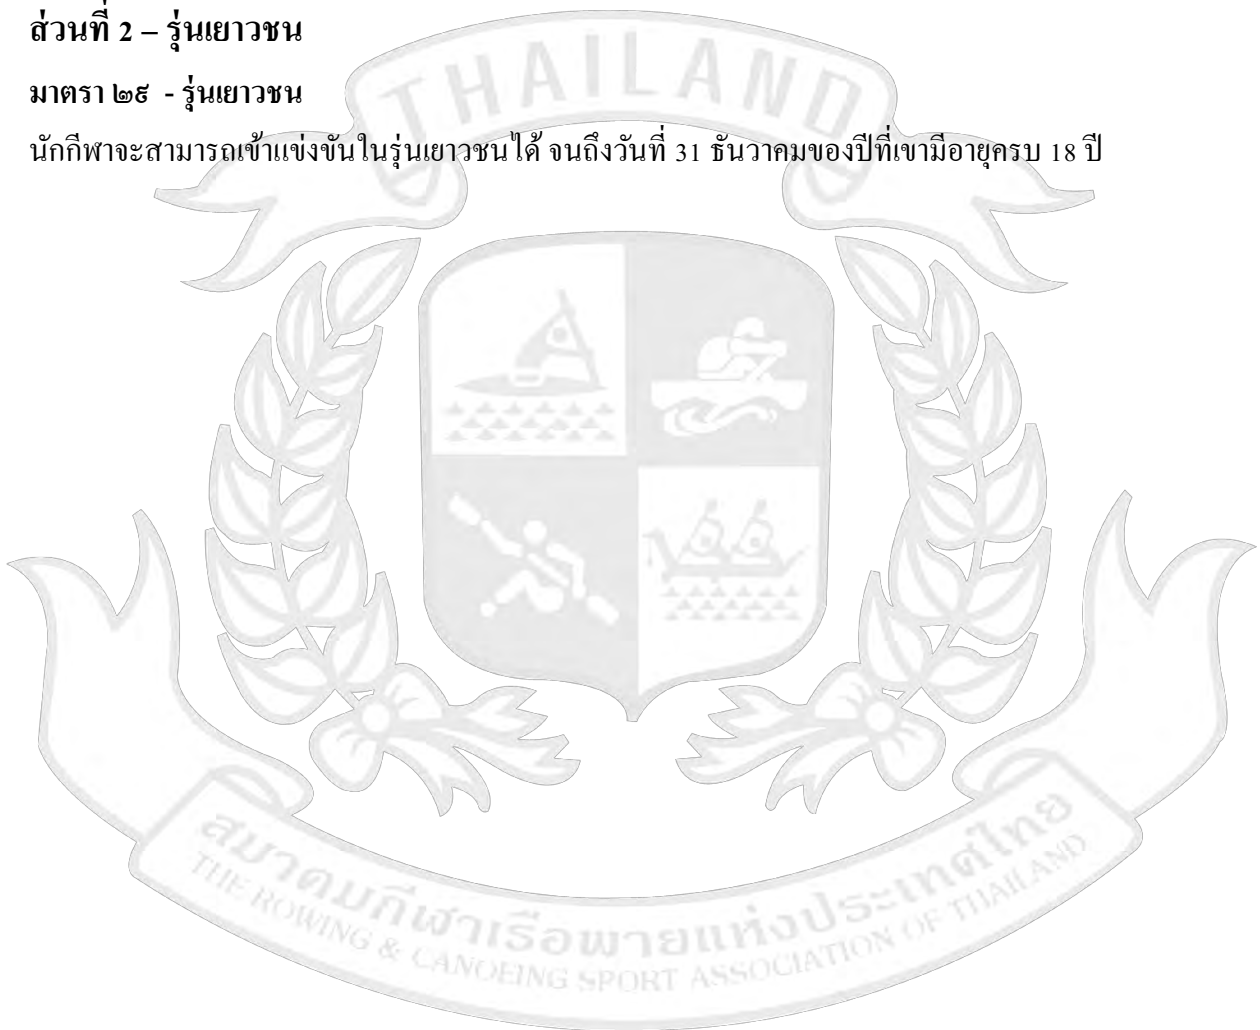 ส่วนที่ 2 – รุ่นเยาวชน
มาตรา ๒๙ - รุ่นเยาวชน
นักกีฬาจะสามารถเข้าแข่งขันในรุ่นเยาวชนได้ จนถึงวันที่ 31 ธันวาคมของปีที่เขามีอายุครบ 18 ปี
THAILAND
สมาคมกีฬาเรือพายแห่งประเทศไทย
THE ROWING & CANOEING SPORT ASSOCIATION OF THAILAND